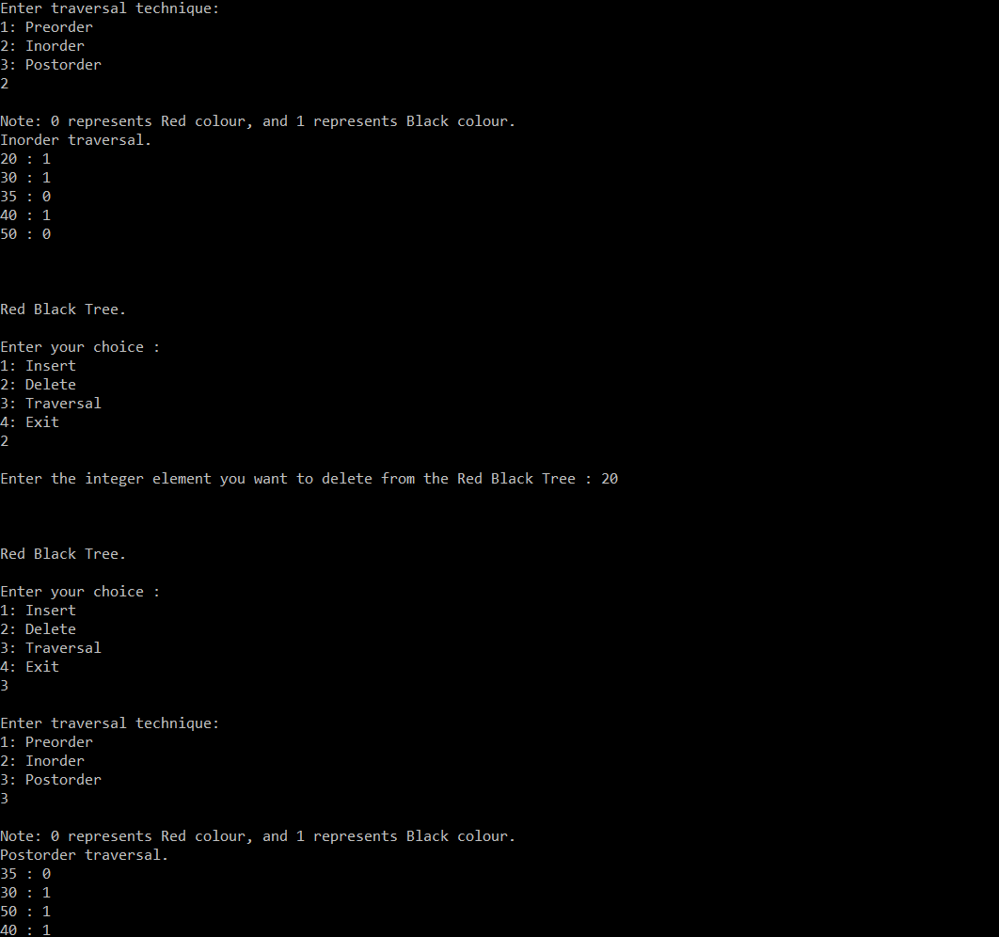 Enter traversal technique:
1: Preorder
2: Inorder
3: Postorder
2
Note: 0 represents Red colour, and 1 represents Black colour.
Inorder traversal.
20 : 1
30 : 1
35 : 0
40 : 1
50 : 0
Red Black Tree.
Enter your choice :
1: Insert
2: Delete
3: Traversal
4: Exit
2
Enter the integer element you want to delete from the Red Black Tree : 20
Red Black Tree.
Enter your choice :
1: Insert
2: Delete
3: Traversal
4: Exit
3
Enter traversal technique:
1: Preorder
2: Inorder
3: Postorder
3
Note: 0 represents Red colour, and 1 represents Black colour.
Postorder traversal.
35 : 0
30 : 1
50 : 1
40 : 1